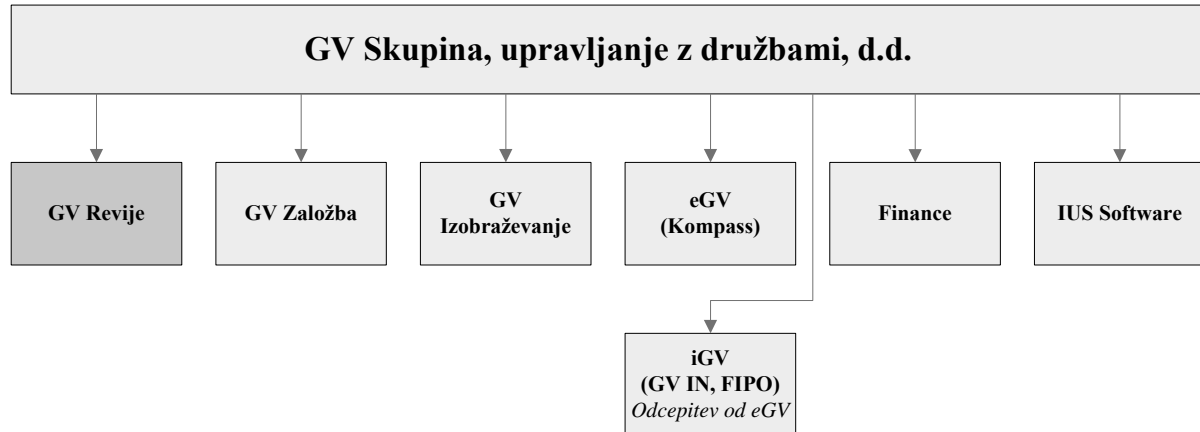 GV Skupina, upravljanje z družbami, d.d.
GV Revije
GV Založba
GV
Izobraževanje
eGV
(Kompass)
Finance
IUS Software
iGV
(GV IN, FIPO)
Odcepitev od eGV